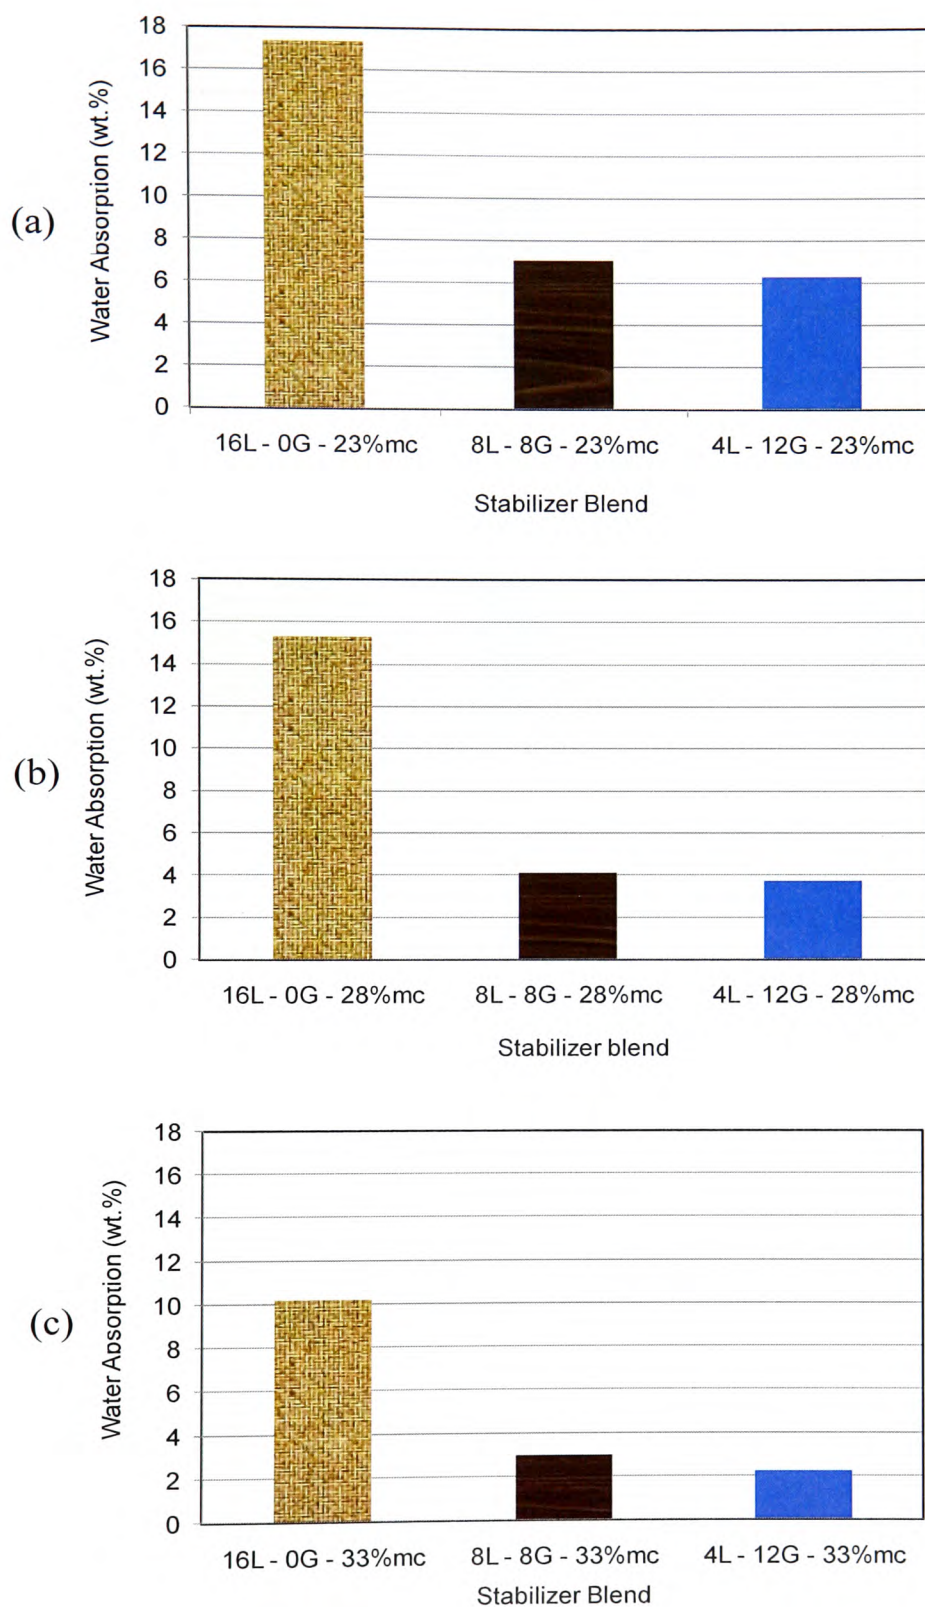 (a)
Water Absorption (wt.%)
18
16
14
12
10
8
6
4
2
0
16L - 0G - 23%mc 8L - 8G - 23%mc 4L - 12G - 23%mc
Stabilizer Blend
(b)
Water Absorption (wt.%)
18
16
14
12
10
8
6
4
2
0
16L - 0G - 28%mc 8L - 8G - 28%mc 4L - 12G - 28%mc
Stabilizer blend
(c)
Water Absorption (wt.%)
18
16
14
12
10
8
6
4
2
0
16L - 0G - 33%mc 8L - 8G - 33%mc 4L - 12G - 33%mc
Stabilizer Blend